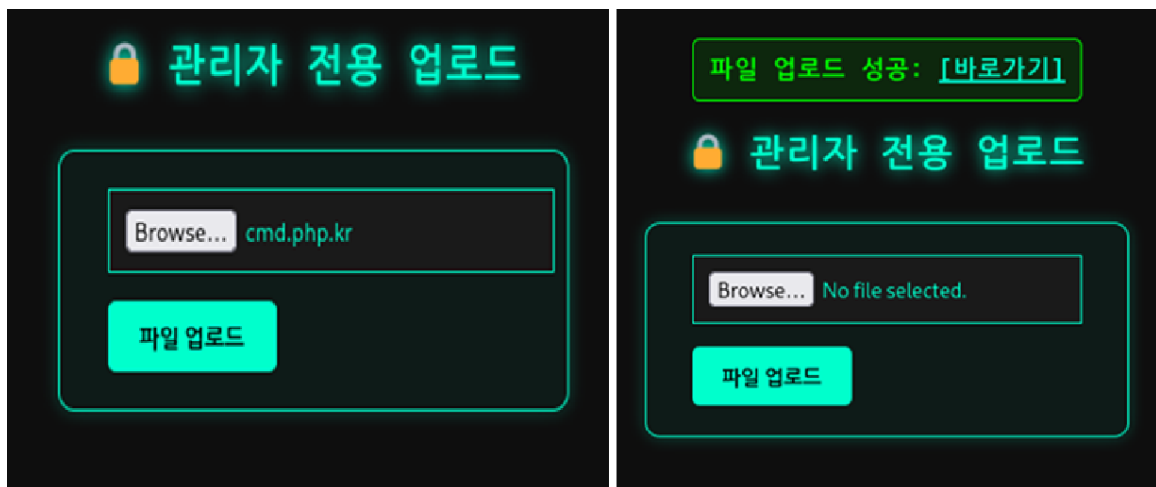 🔒 관리자 전용 업로드
Browse... cmd.php.kr
파일 업로드
파일 업로드 성공: [바로가기]
🔒 관리자 전용 업로드
Browse... No file selected.
파일 업로드